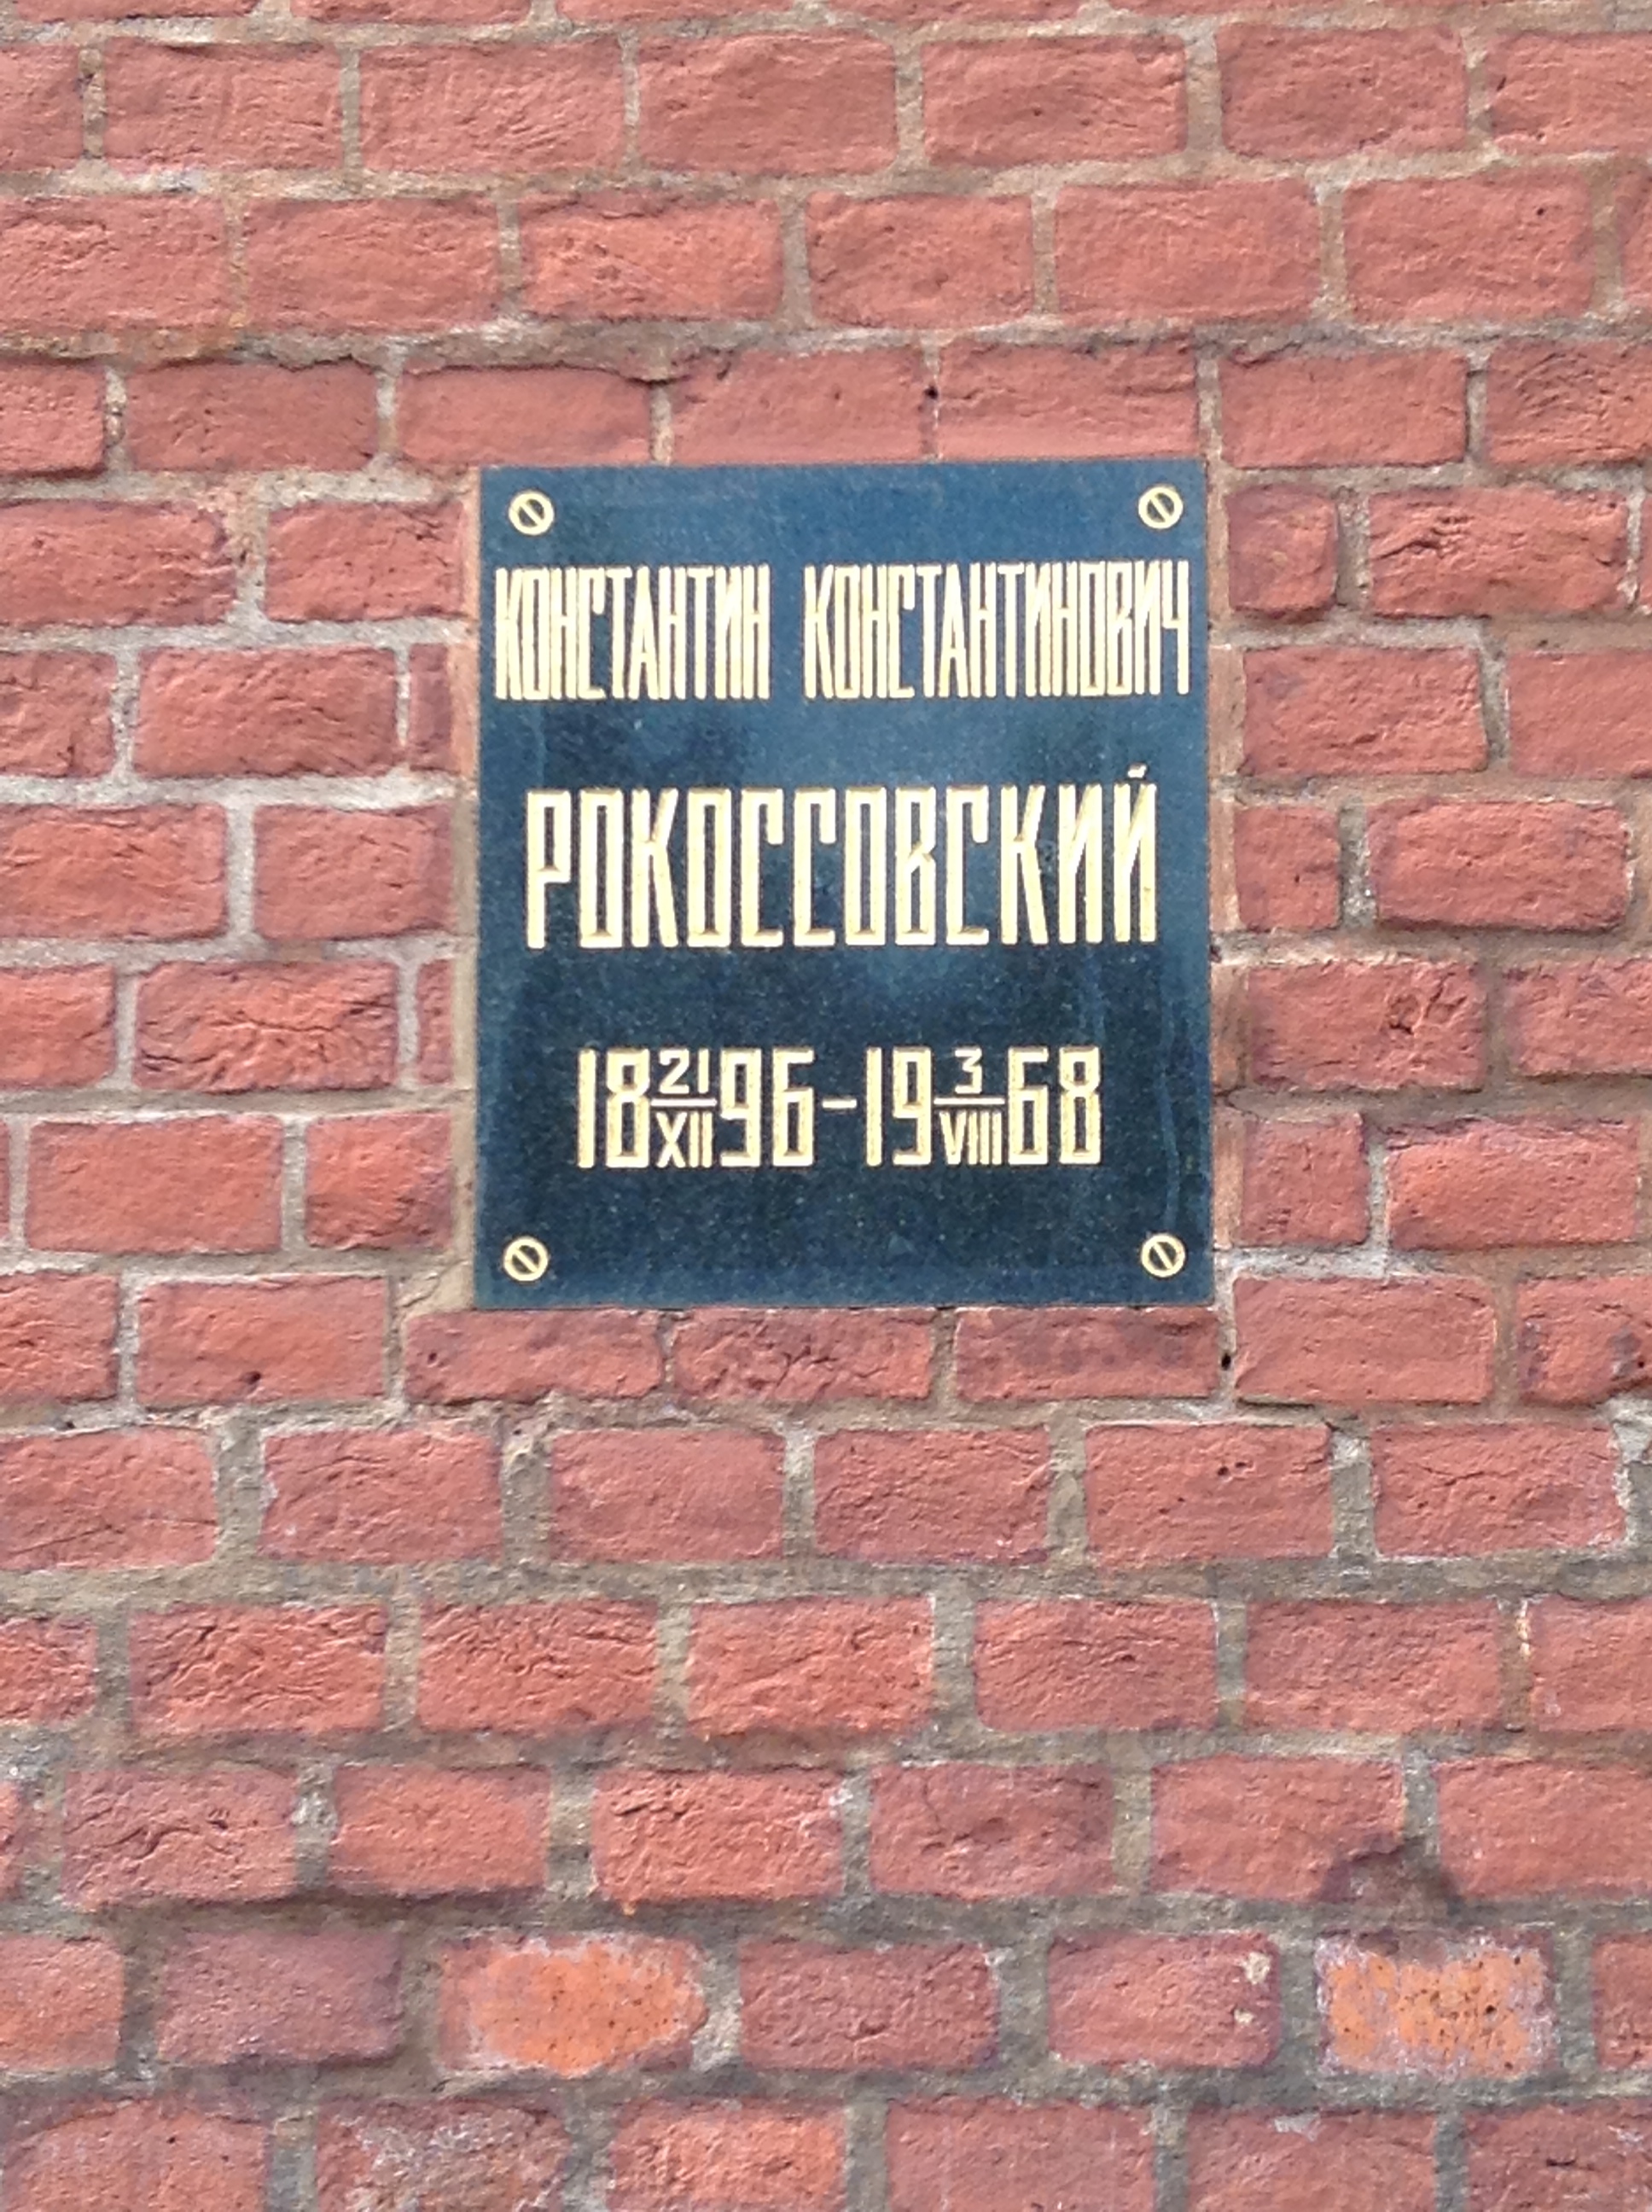 КОНСТАНТИН КОНСТАНТИНОВИЧ
РОКОССОВСКИЙ
18 21/XII 96-19 3/VIII 68